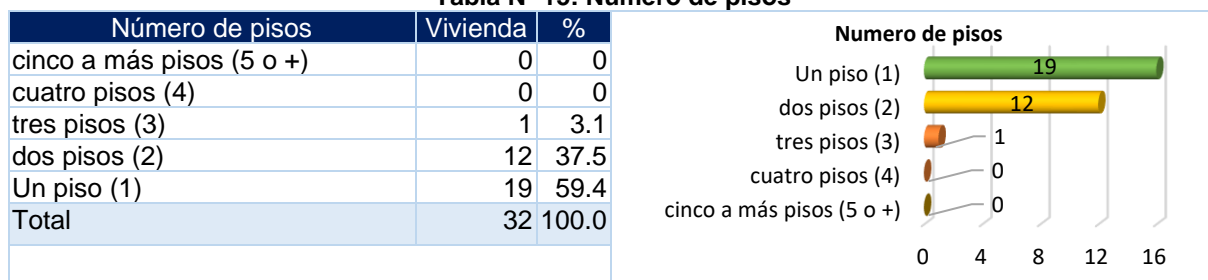 Número de pisos Vivienda %
cinco a más pisos (5 o +) 0 0
cuatro pisos (4) 0 0
tres pisos (3) 1 3.1
dos pisos (2) 12 37.5
Un piso (1) 19 59.4
Total 32 100.0
Numero de pisos
Un piso (1) 19
dos pisos (2) 12
tres pisos (3) 1
cuatro pisos (4) 0
cinco a más pisos (5 o +) 0
0 4 8 12 16